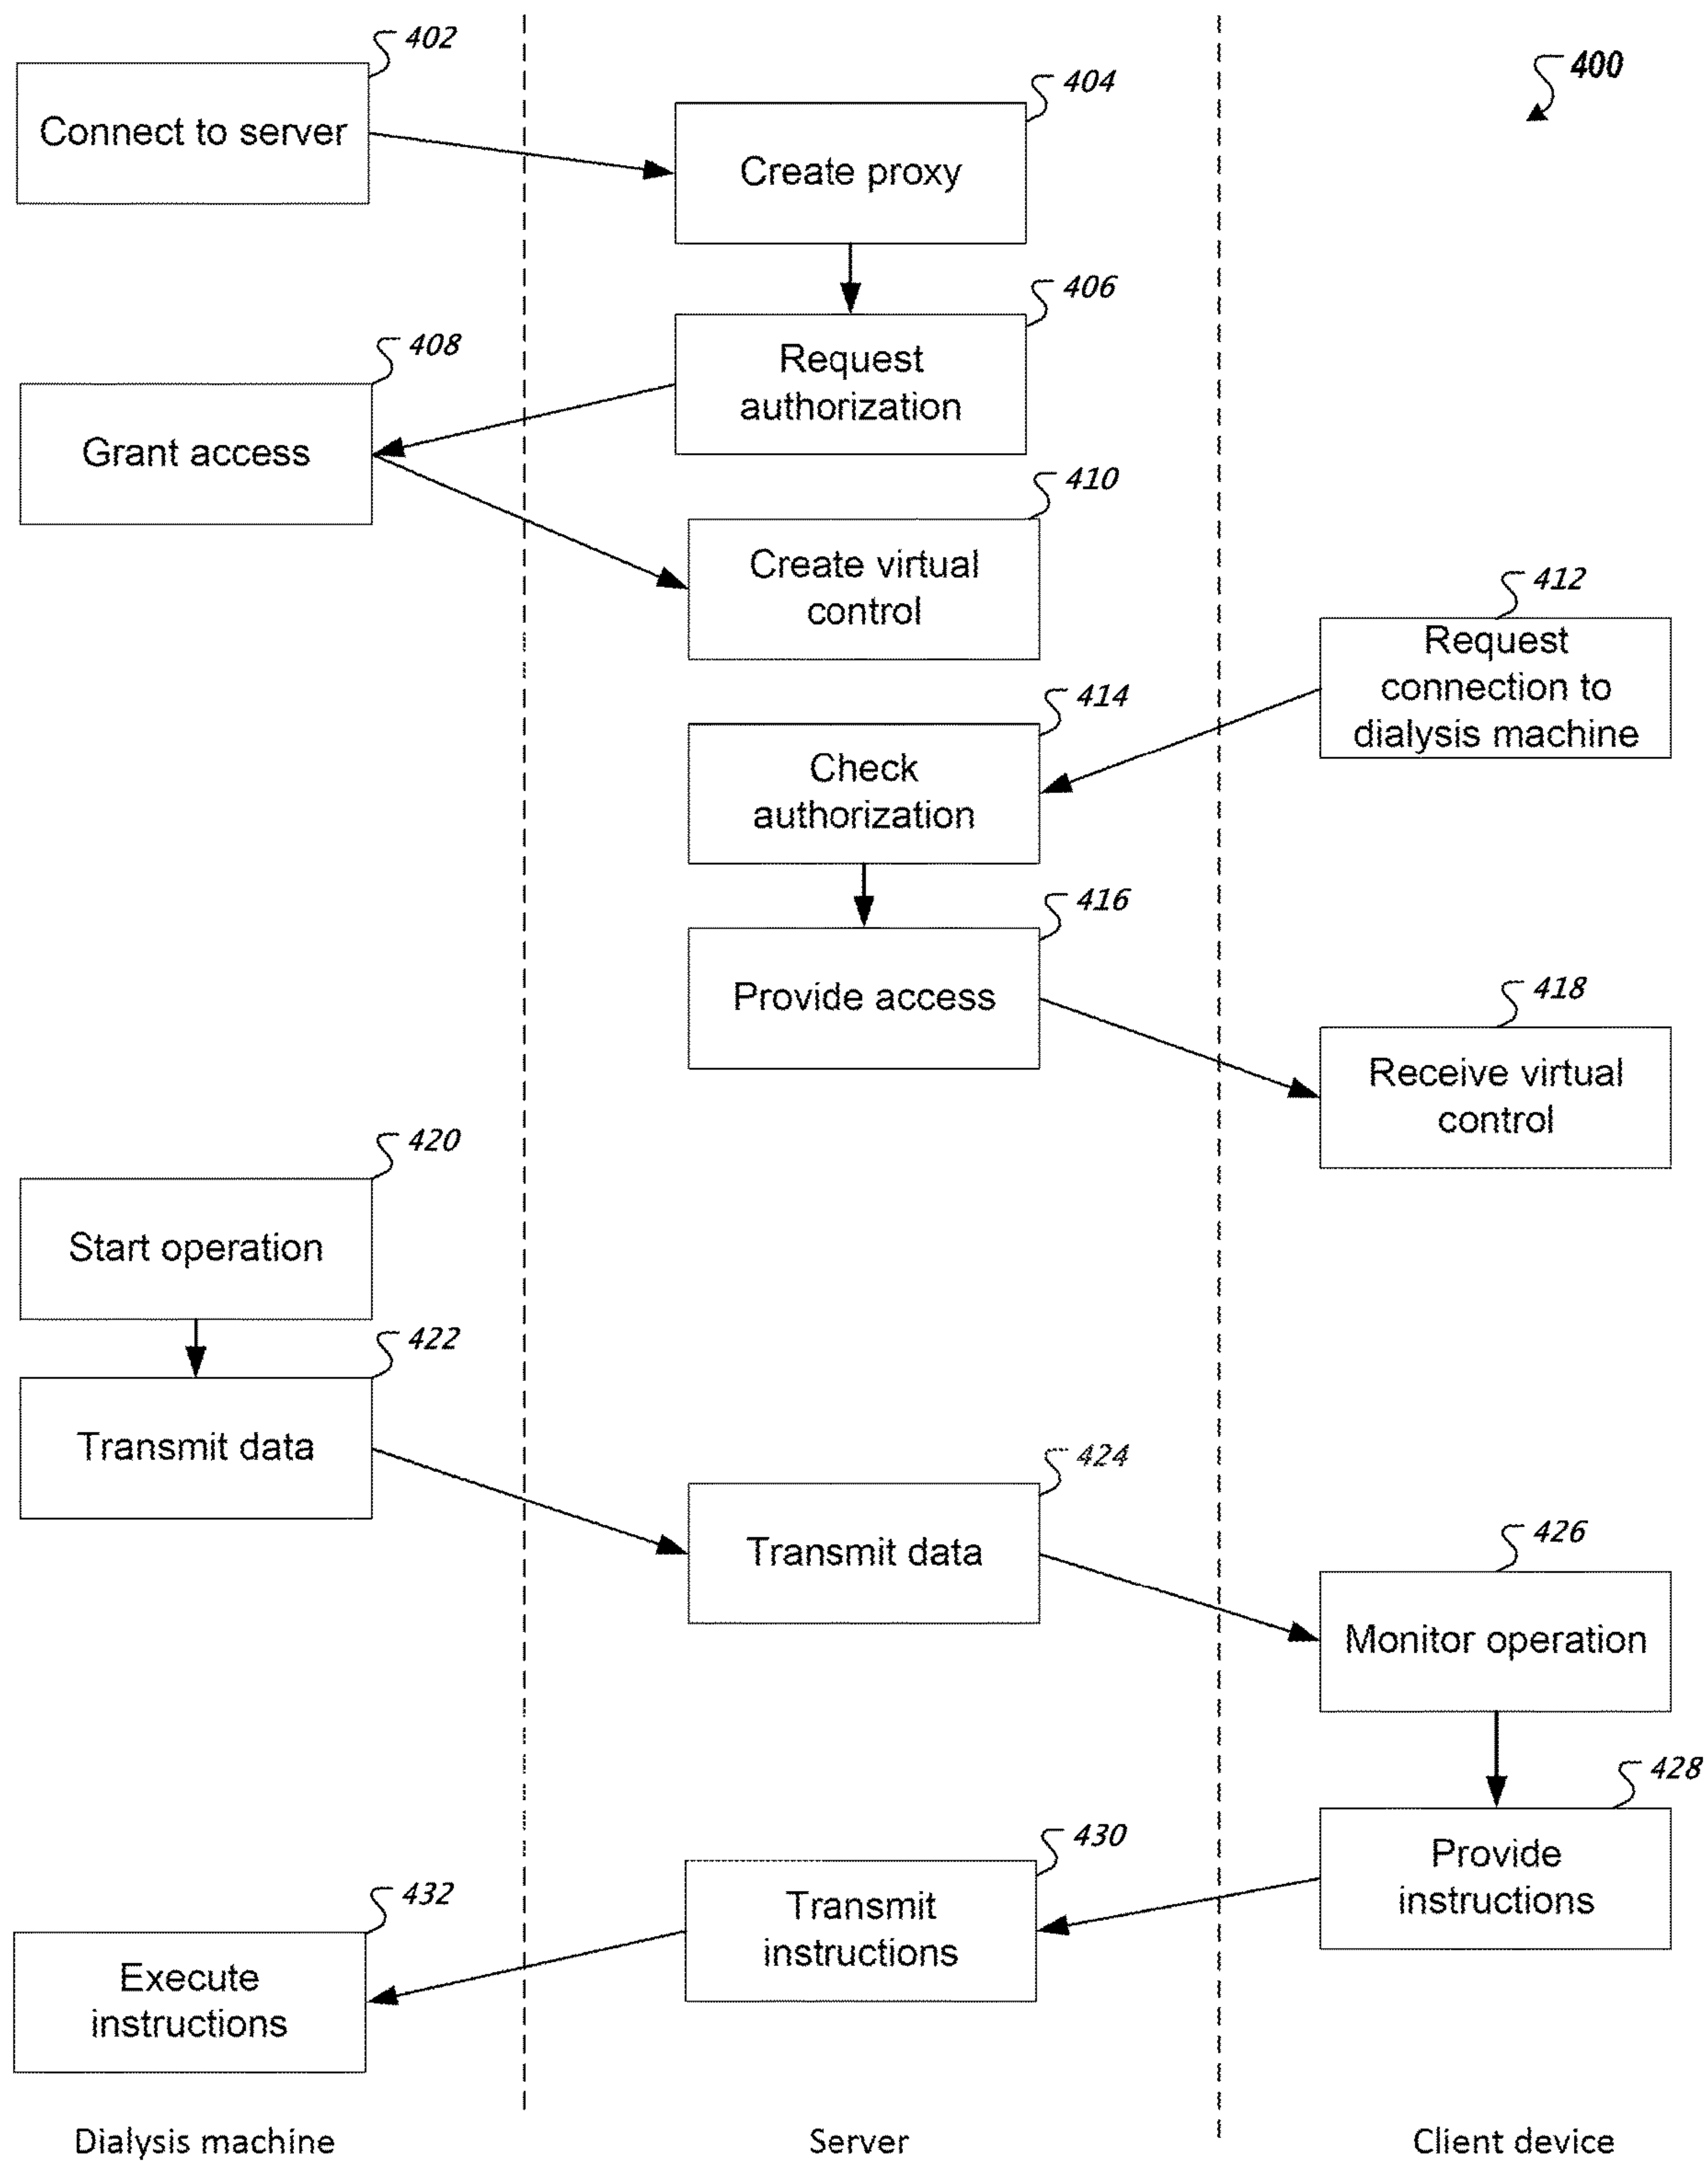 402
Connect to server
404
Create proxy
400
406
Request
authorization
408
Grant access
410
Create virtual
control
412
Request
connection to
dialysis machine
414
Check
authorization
416
Provide access
418
Receive virtual
control
420
Start operation
422
Transmit data
424
Transmit data
426
Monitor operation
428
Provide
instructions
430
Transmit
instructions
432
Execute
instructions
Dialysis machine
Server
Client device